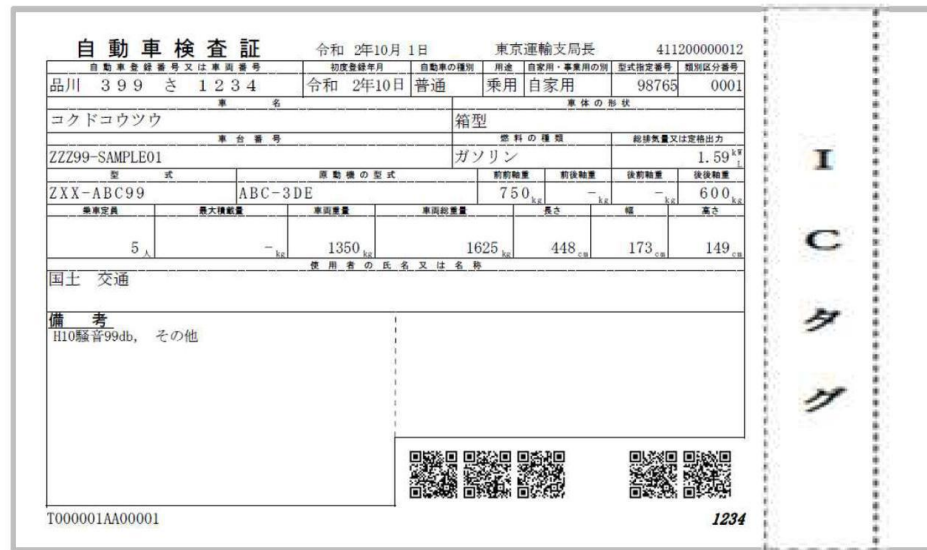 自動車検査証 令和 2年10月 1日 東京運輸支局長 411200000012
自動車登録番号又は車両番号 初度登録年月 自動車の種別 用途 自家用・事業用の別 型式指定番号 類別区分番号
品川 399 さ 1234 令和 2年10日 普通 乗用 自家用 98765 0001
車名 車体の形状
コクドコウツウ 箱型
車台番号 燃料の種類 総排気量又は定格出力
ZZZ99-SAMPLE01 ガソリン 1.59 kW L
型式 原動機の型式 前前軸重 前後軸重 後前軸重 後後軸重
ZXX-ABC99 ABC-3DE 750kg -kg -kg 600kg
乗車定員 最大積載量 車両重量 車両総重量 長さ 幅 高さ
5人 -kg 1350kg 1625kg 448cm 173cm 149cm
使用者の氏名又は名称
国土 交通
備考
H10騒音99db, その他
T000001AA00001 1234
ICタグ